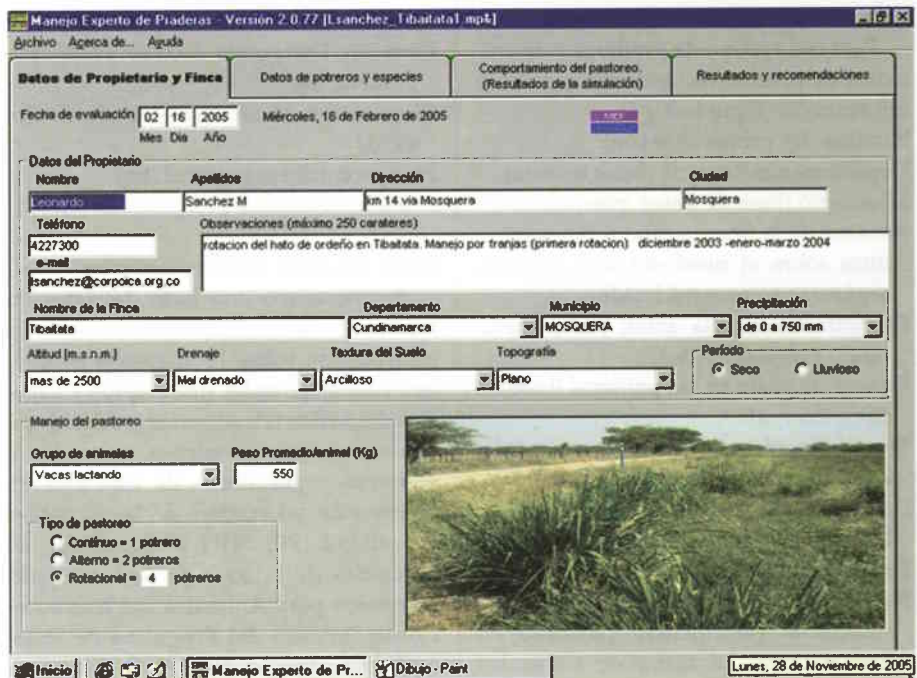 Manejo Experto de Praderas - Versión 2.0.77 [Lsanchez_Tibaitata1.mp&]
Archivo Acerca de... Ayuda
Datos de Propietario y Finca
Datos de potreros y especies
Comportamiento del pastoreo.
(Resultados de la simulación)
Resultados y recomendaciones
Fecha de evaluación 02 16 2005 Miércoles, 16 de Febrero de 2005
Mes Dia Año
Datos del Propietario
Nombre Apellidos Dirección Ciudad
Leonardo Sanchez M km 14 via Mosquera Mosquera
Teléfono Observaciones (máximo 250 carateres)
4227300 rotacion del hato de ordeño en Tibaitata. Manejo por franjas (primera rotacion) diciembre 2003 -enero-marzo 2004
e-mail
lsanchez@corpoica.org.co
Nombre de la Finca Departamento Municipio Precipitación
Tibaitata Cundinamarca MOSQUERA de 0 a 750 mm
Altitud [m.s.n.m.] Drenaje Textura del Suelo Topografía Período
mas de 2500 Mal drenado Arcilloso Plano Seco Lluvioso
Manejo del pastoreo
Grupo de animales Peso Promedio/animal (Kg)
Vacas lactando 550
Tipo de pastoreo
Contínuo = 1 potrero
Alterno = 2 potreros
Rotacional = 4 potreros
Inicio Manejo Experto de Pr... Dibujo - Paint Lunes, 28 de Noviembre de 2005